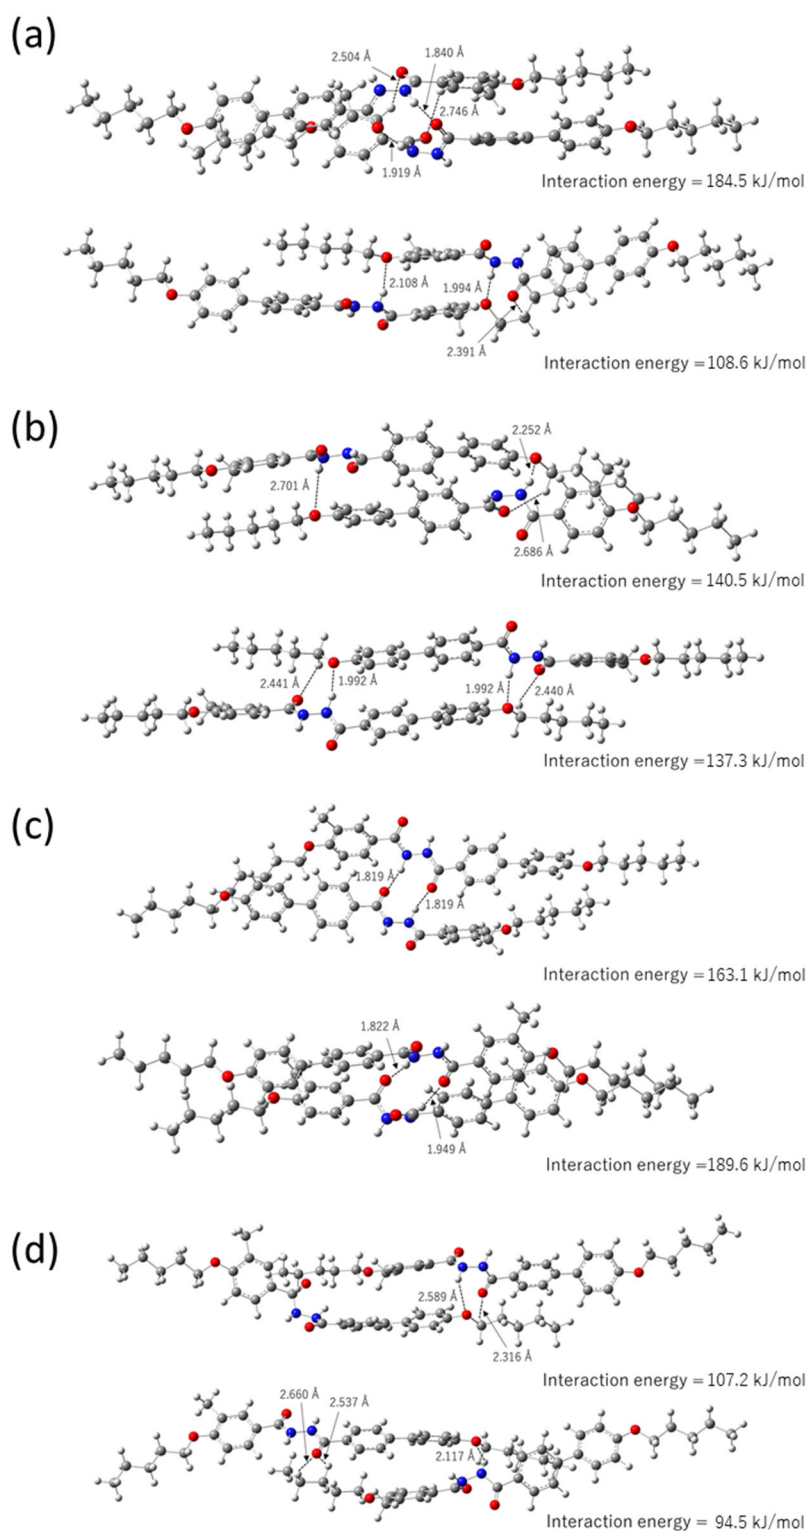 (a)
2.504 Å
1.840 Å
2.746 Å
1.919 Å
Interaction energy = 184.5 kJ/mol
2.108 Å
1.994 Å
2.391 Å
Interaction energy = 108.6 kJ/mol
(b)
2.252 Å
2.701 Å
2.686 Å
Interaction energy = 140.5 kJ/mol
2.441 Å
1.992 Å
1.992 Å
2.440 Å
Interaction energy = 137.3 kJ/mol
(c)
1.819 Å
1.819 Å
Interaction energy = 163.1 kJ/mol
1.822 Å
1.949 Å
Interaction energy = 189.6 kJ/mol
(d)
2.589 Å
2.316 Å
Interaction energy = 107.2 kJ/mol
2.660 Å
2.537 Å
2.117 Å
Interaction energy = 94.5 kJ/mol